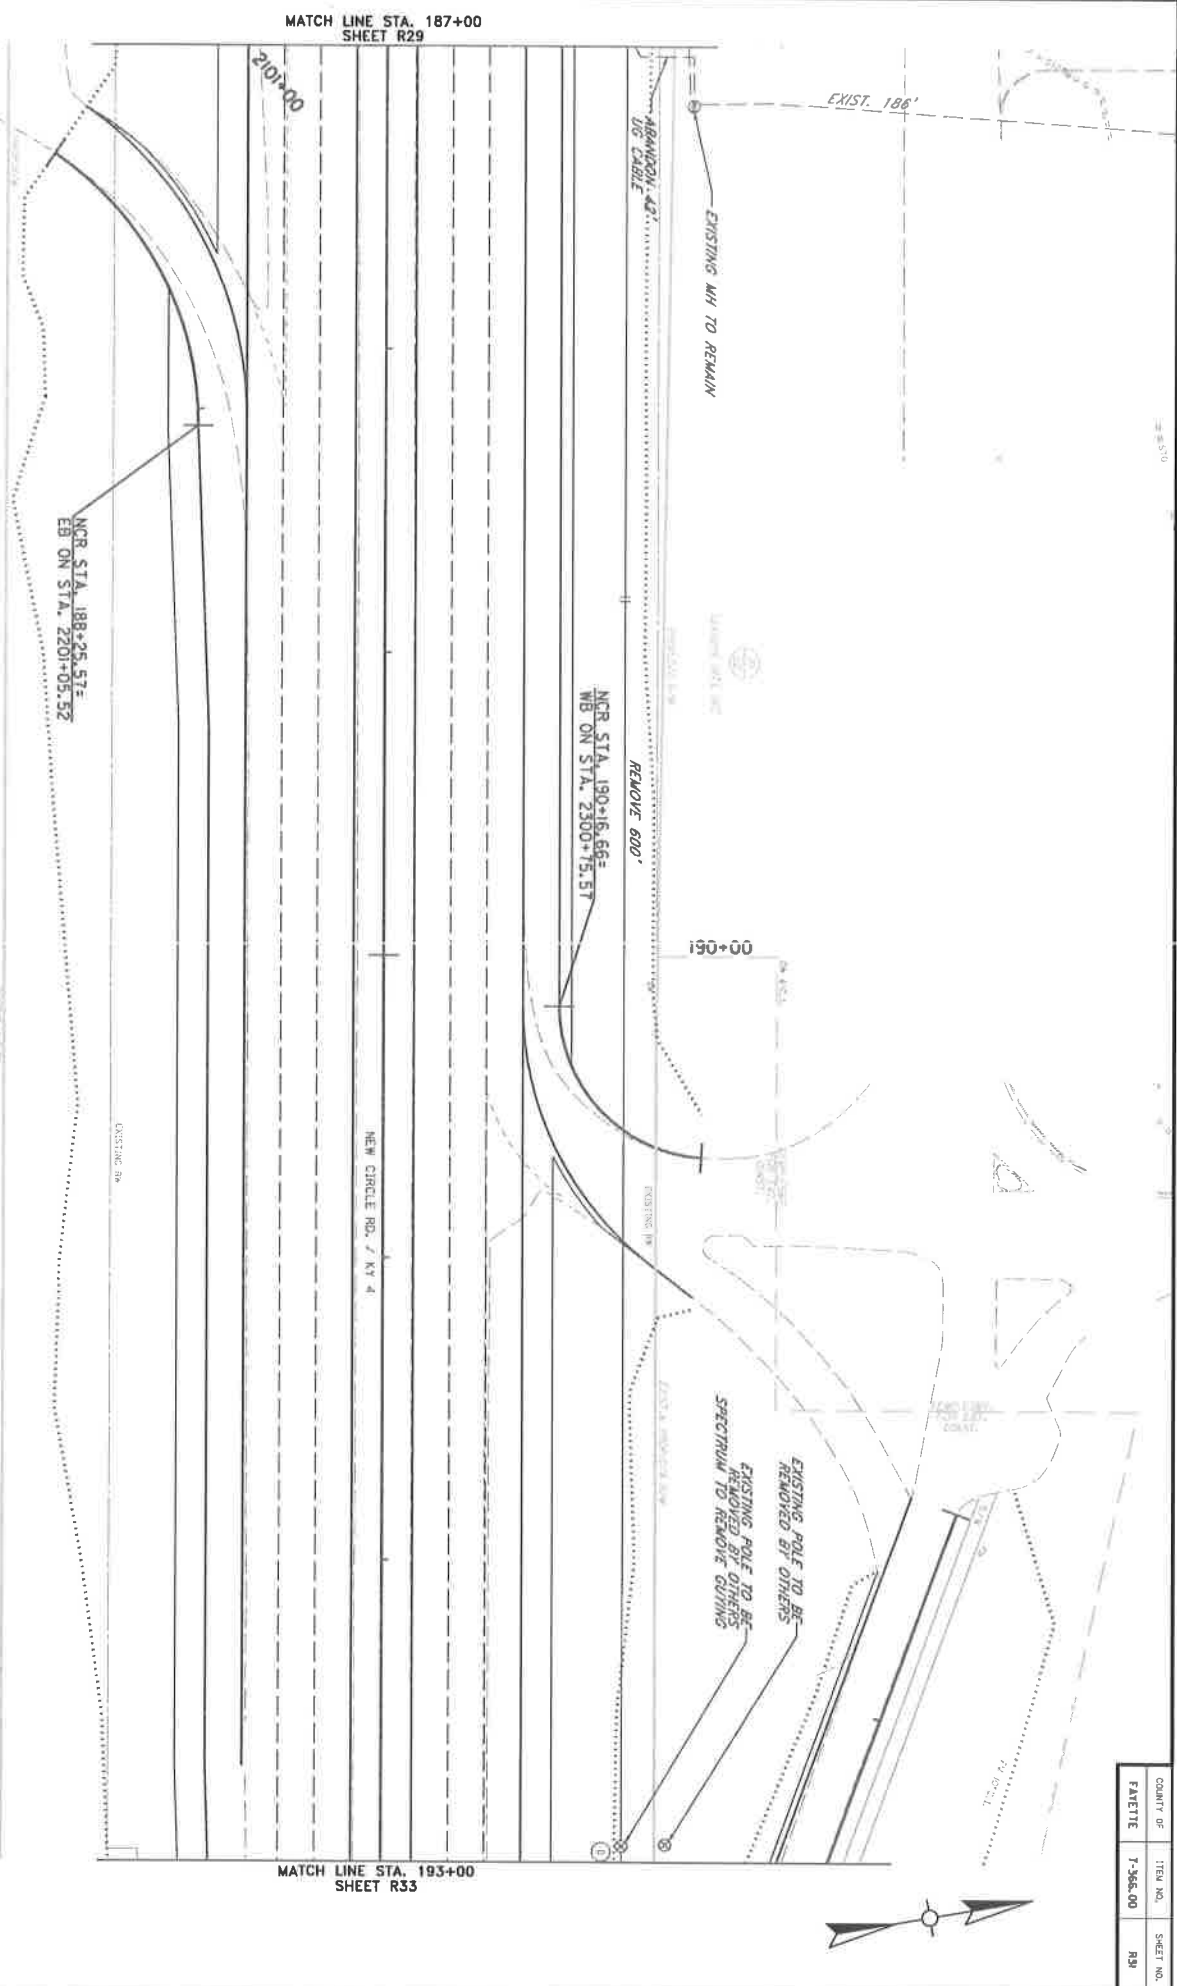 MATCH LINE STA. 187+00
SHEET R29
2101+00
EXIST. 186'
ABANDON 42'
UG CABLE
EXISTING MH TO REMAIN
NCR STA. 188+25.57=
EB ON STA. 2201+05.52
NCR STA. 190+16.66=
WB ON STA. 2300+75.57
REMOVE 600'
190+00
EXISTING RW
NEW CIRCLE RD. / KY 4
EXISTING RW
EXISTING POLE TO BE
REMOVED BY OTHERS
EXISTING POLE TO BE
REMOVED BY OTHERS
SPECTRUM TO REMOVE GUYING
MATCH LINE STA. 193+00
SHEET R33
COUNTY OF
ITEM NO.
SHEET NO.
FAYETTE
7-366.00